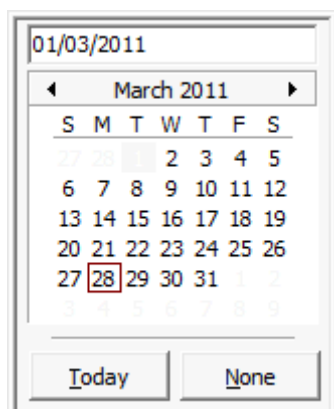 01/03/2011
March 2011
S M T W T F S
27 28 1 2 3 4 5
6 7 8 9 10 11 12
13 14 15 16 17 18 19
20 21 22 23 24 25 26
27 28 29 30 31 1 2
3 4 5 6 7 8 9
Today None